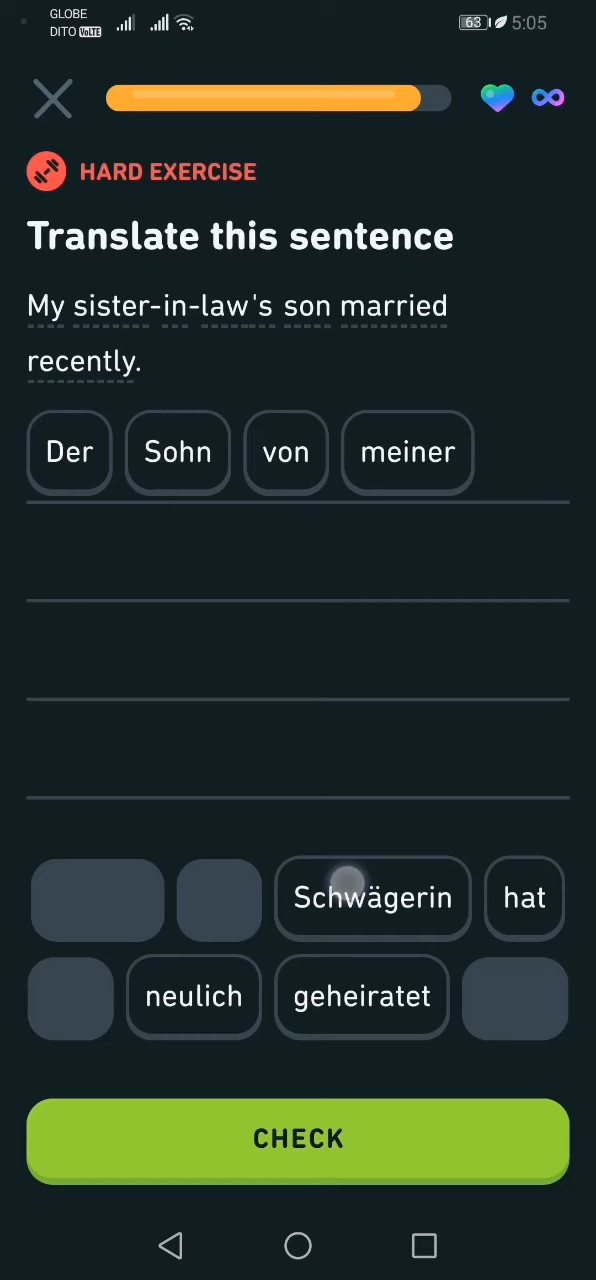 GLOBE
DITO VoLTE 63 5:05
HARD EXERCISE
Translate this sentence
My sister-in-law's son married
recently.
Der Sohn von meiner
Schwägerin hat
neulich geheiratet
CHECK